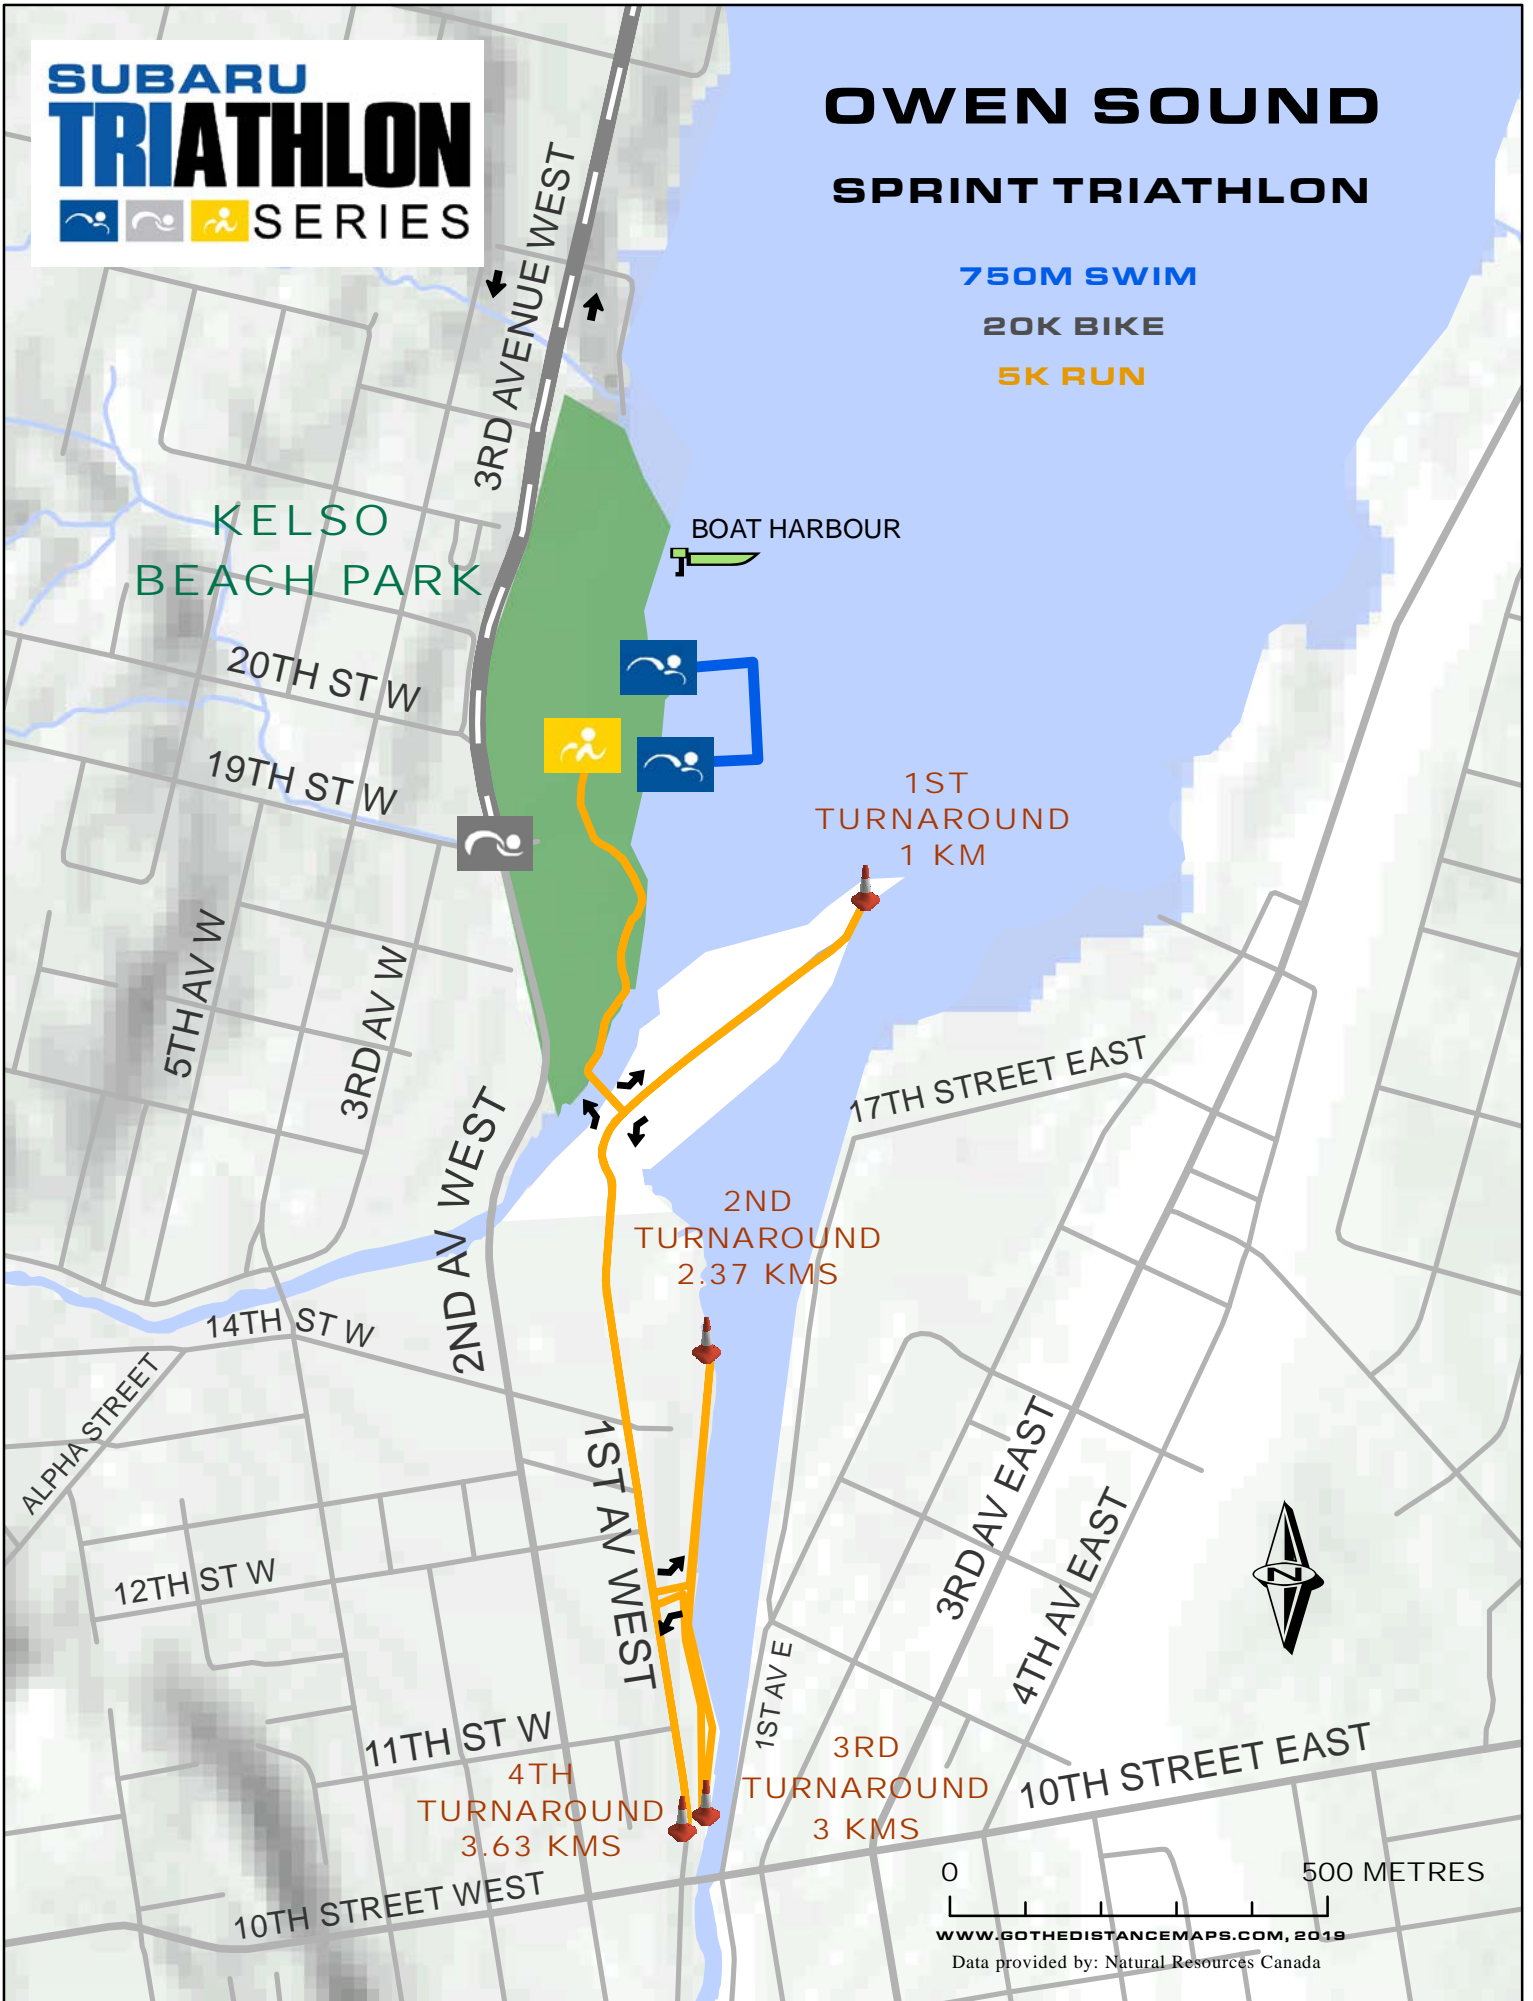 SUBARU
TRIATHLON
SERIES
OWEN SOUND
SPRINT TRIATHLON
750M SWIM
20K BIKE
5K RUN
3RD AVENUE WEST
KELSO
BEACH PARK
BOAT HARBOUR
20TH ST W
19TH ST W
1ST
TURNAROUND
1 KM
5TH AV W
3RD AV W
17TH STREET EAST
2ND AV WEST
2ND
TURNAROUND
2.37 KMS
14TH ST W
ALPHA STREET
1ST AV WEST
3RD AV EAST
4TH AV EAST
N
12TH ST W
1ST AV E
11TH ST W
4TH
TURNAROUND
3.63 KMS
3RD
TURNAROUND
3 KMS
10TH STREET EAST
10TH STREET WEST
0 500 METRES
WWW.GOTHEDISTANCEMAPS.COM, 2019
Data provided by: Natural Resources Canada